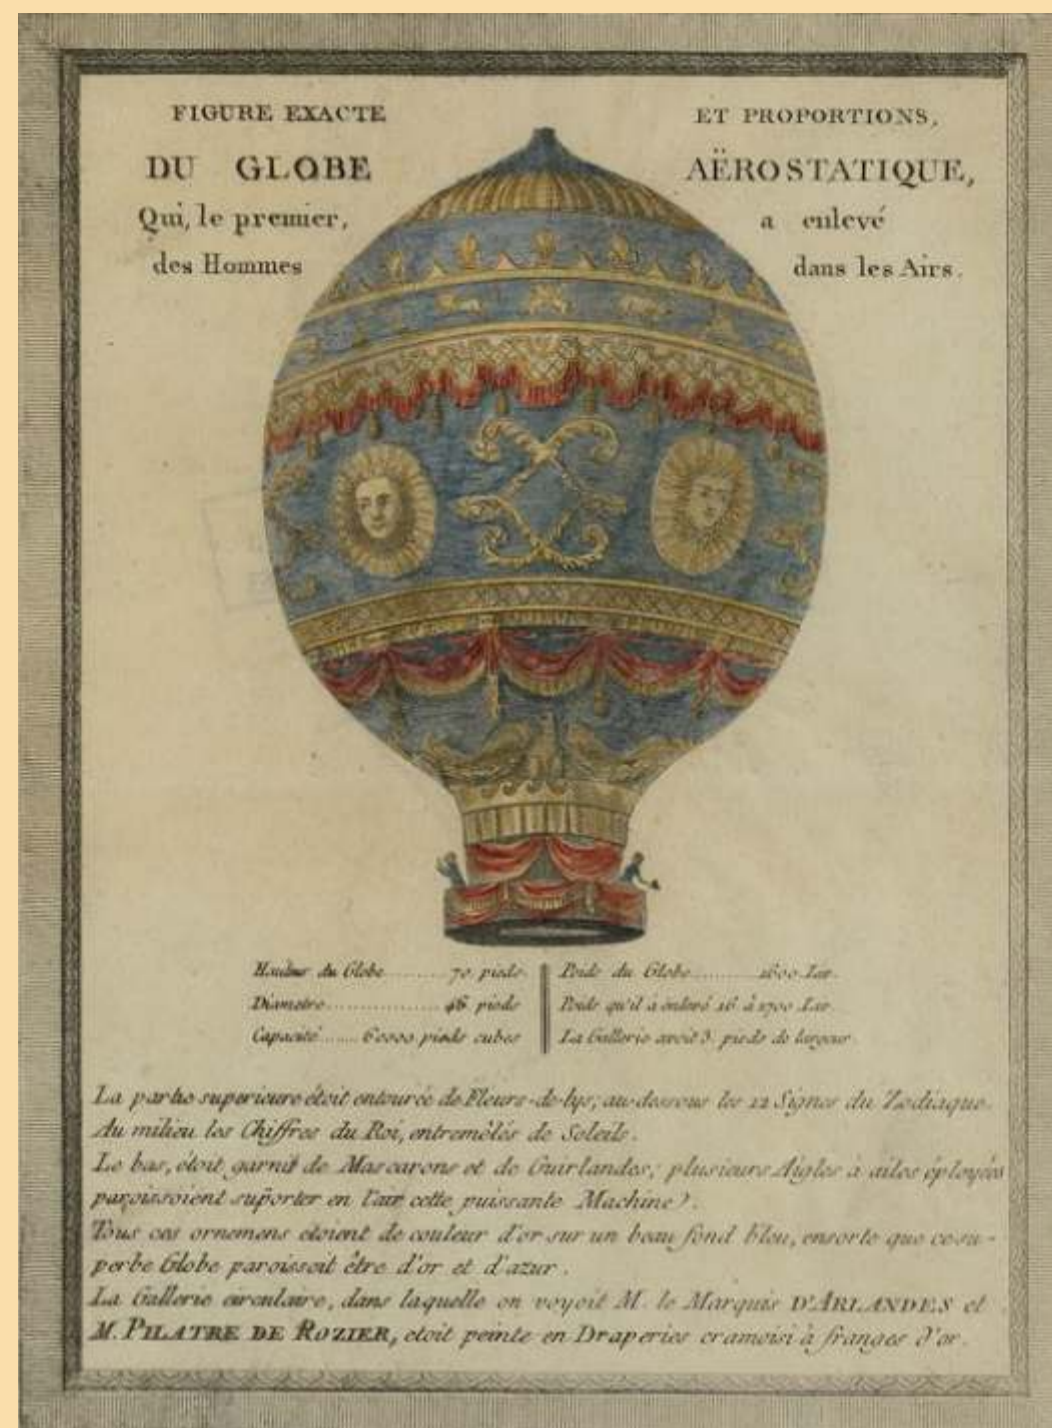 FIGURE EXACTE ET PROPORTIONS,
DU GLOBE AËROSTATIQUE,
Qui, le premier, a enlevé
des Hommes dans les Airs.
Hauteur du Globe.......... 70 pieds.
Diametre.................... 46 pieds
Capacité....... 60000 pieds cubes
Poids du Globe.......... 1600 Liv.
Poids qu'il a enlevé 16 à 1700 Liv.
La Gallerie avoit 3. pieds de largeur.
La partie superieure étoit entourée de Fleurs-de-lys, au-dessous les 12 Signes du Zodiaque.
Au milieu les Chiffres du Roi, entremêlés de Soleils.
Le bas, étoit garni de Mascarons et de Guirlandes; plusieurs Aigles à ailes éployées
paroissoient suporter en l'air cette puissante Machine.
Tous ces ornemens etoient de couleur d'or sur un beau fond bleu, ensorte que ce su-
perbe Globe paroissoit être d'or et d'azur.
La Gallerie circulaire, dans laquelle on voyoit M. le Marquis D'ARLANDES et
M. PILATRE DE ROZIER, etoit peinte en Draperies cramoisi à franges d'or.